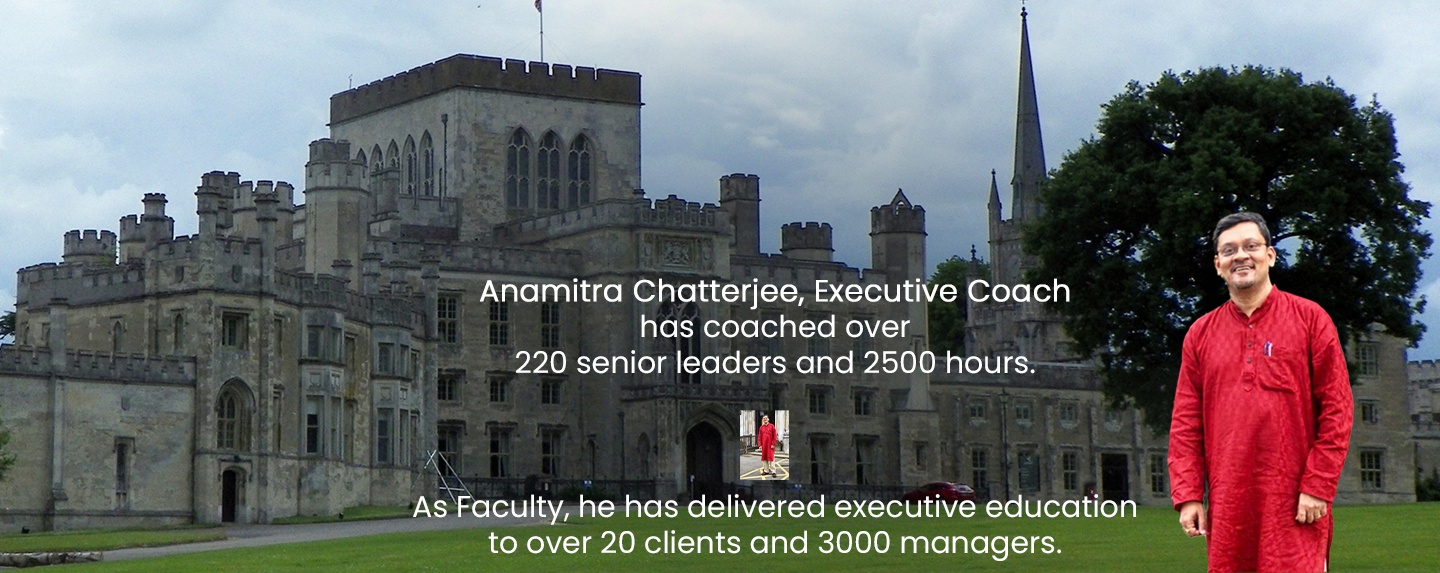 Anamitra Chatterjee, Executive Coach
has coached over
220 senior leaders and 2500 hours.
As Faculty, he has delivered executive education
to over 20 clients and 3000 managers.